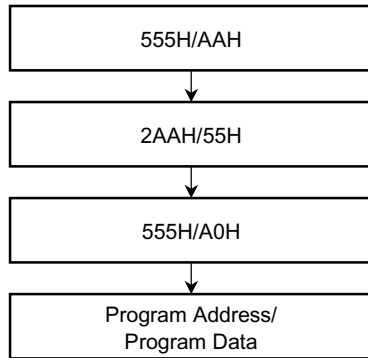 555H/AAH
2AAH/55H
555H/A0H
Program Address/
Program Data